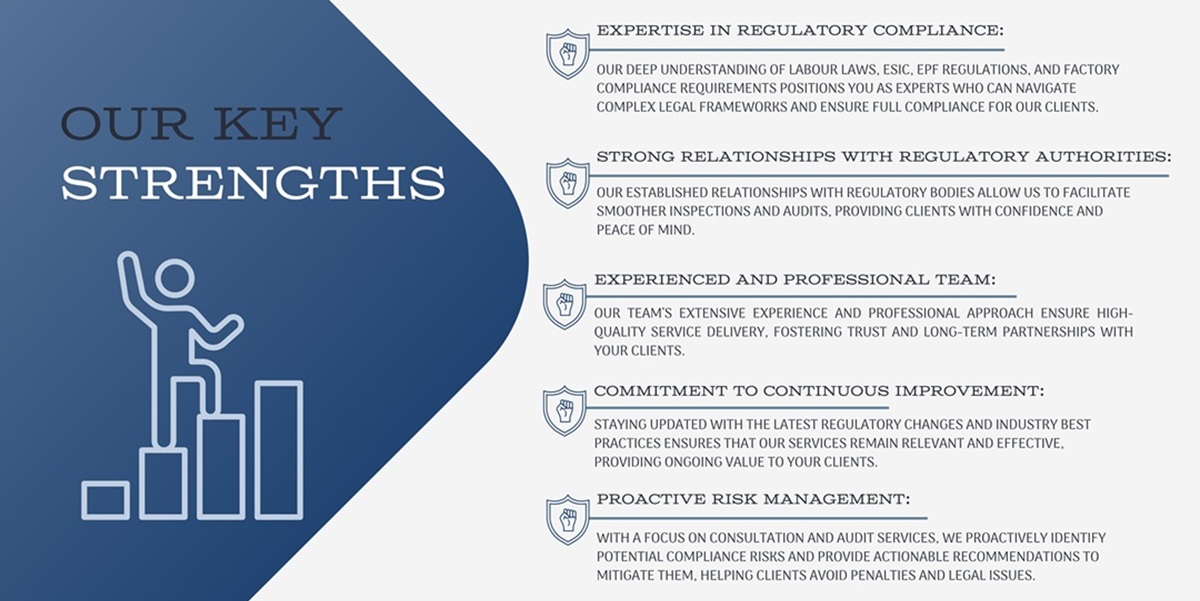 OUR KEY
STRENGTHS
EXPERTISE IN REGULATORY COMPLIANCE:
OUR DEEP UNDERSTANDING OF LABOUR LAWS, ESIC, EPF REGULATIONS, AND FACTORY
COMPLIANCE REQUIREMENTS POSITIONS YOU AS EXPERTS WHO CAN NAVIGATE
COMPLEX LEGAL FRAMEWORKS AND ENSURE FULL COMPLIANCE FOR OUR CLIENTS.
STRONG RELATIONSHIPS WITH REGULATORY AUTHORITIES:
OUR ESTABLISHED RELATIONSHIPS WITH REGULATORY BODIES ALLOW US TO FACILITATE
SMOOTHER INSPECTIONS AND AUDITS, PROVIDING CLIENTS WITH CONFIDENCE AND
PEACE OF MIND.
EXPERIENCED AND PROFESSIONAL TEAM:
OUR TEAM'S EXTENSIVE EXPERIENCE AND PROFESSIONAL APPROACH ENSURE HIGH-
QUALITY SERVICE DELIVERY, FOSTERING TRUST AND LONG-TERM PARTNERSHIPS WITH
YOUR CLIENTS.
COMMITMENT TO CONTINUOUS IMPROVEMENT:
STAYING UPDATED WITH THE LATEST REGULATORY CHANGES AND INDUSTRY BEST
PRACTICES ENSURES THAT OUR SERVICES REMAIN RELEVANT AND EFFECTIVE,
PROVIDING ONGOING VALUE TO YOUR CLIENTS.
PROACTIVE RISK MANAGEMENT:
WITH A FOCUS ON CONSULTATION AND AUDIT SERVICES, WE PROACTIVELY IDENTIFY
POTENTIAL COMPLIANCE RISKS AND PROVIDE ACTIONABLE RECOMMENDATIONS TO
MITIGATE THEM, HELPING CLIENTS AVOID PENALTIES AND LEGAL ISSUES.